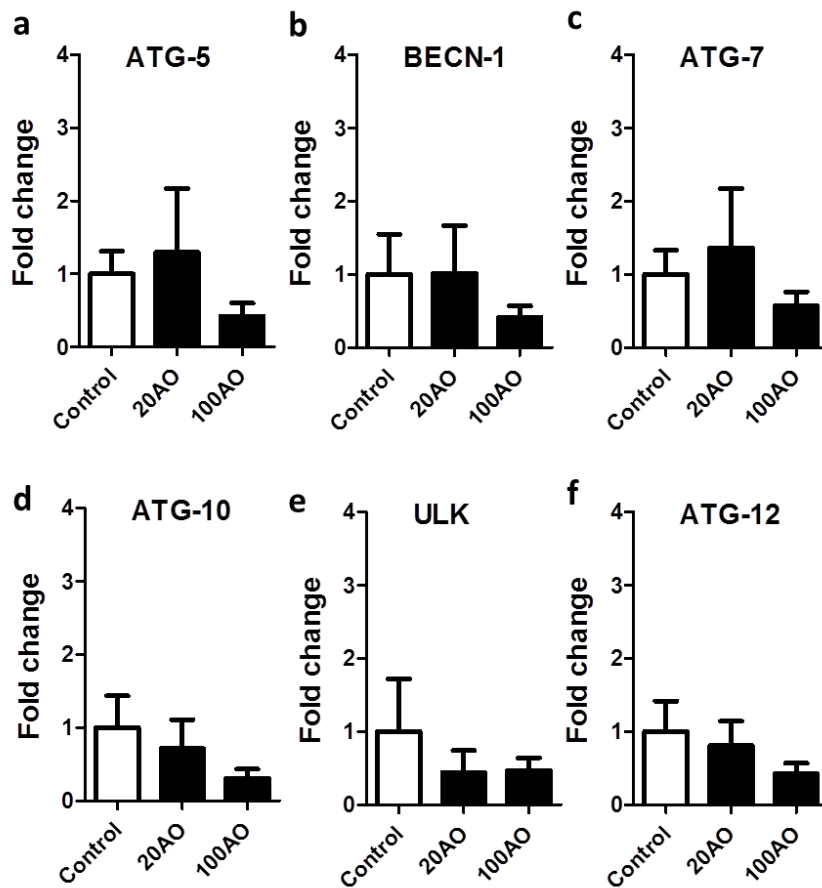 a
ATG-5
Fold change
4
3
2
1
0
Control
20AO
100AO
b
BECN-1
Fold change
4
3
2
1
0
Control
20AO
100AO
c
ATG-7
Fold change
4
3
2
1
0
Control
20AO
100AO
d
ATG-10
Fold change
4
3
2
1
0
Control
20AO
100AO
e
ULK
Fold change
4
3
2
1
0
Control
20AO
100AO
f
ATG-12
Fold change
4
3
2
1
0
Control
20AO
100AO